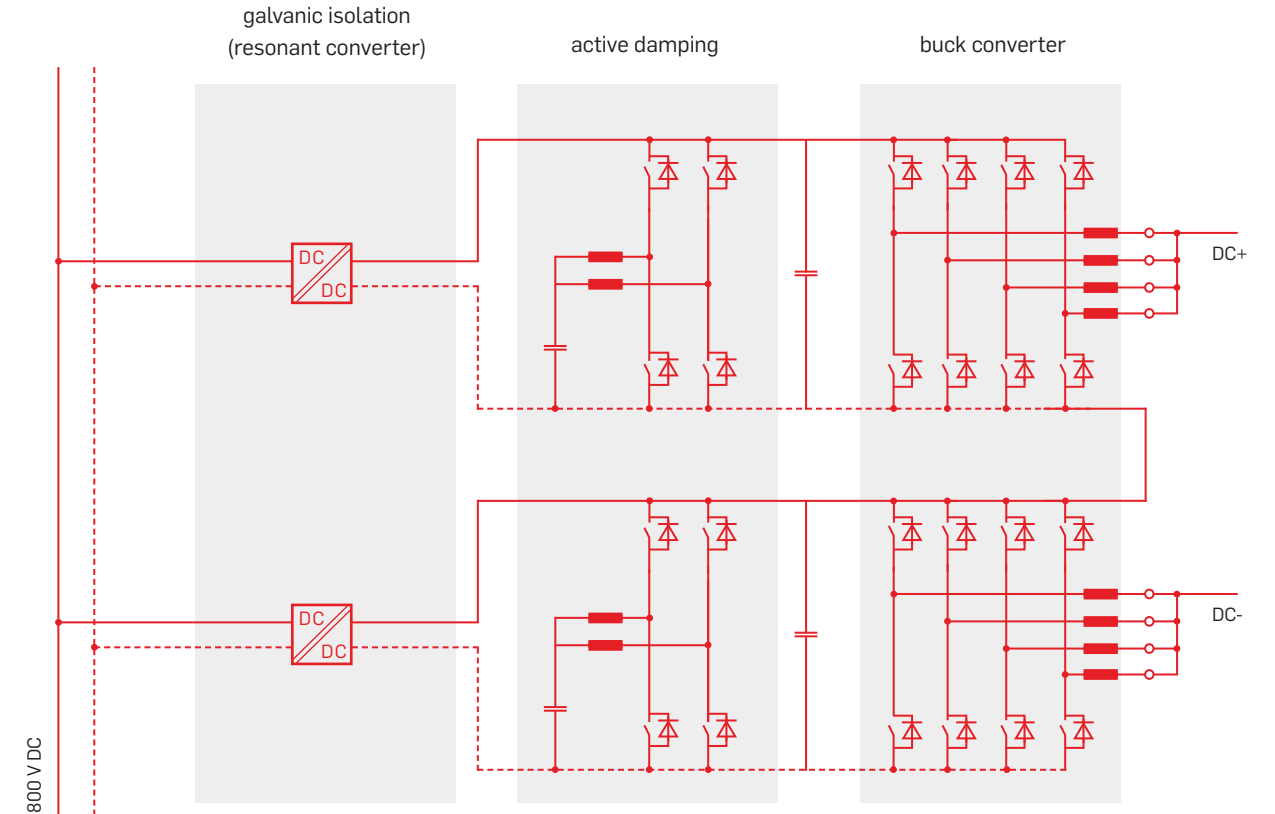 galvanic isolation
(resonant converter)
active damping
buck converter
DC
DC
DC+
DC
DC
DC-
800 V DC